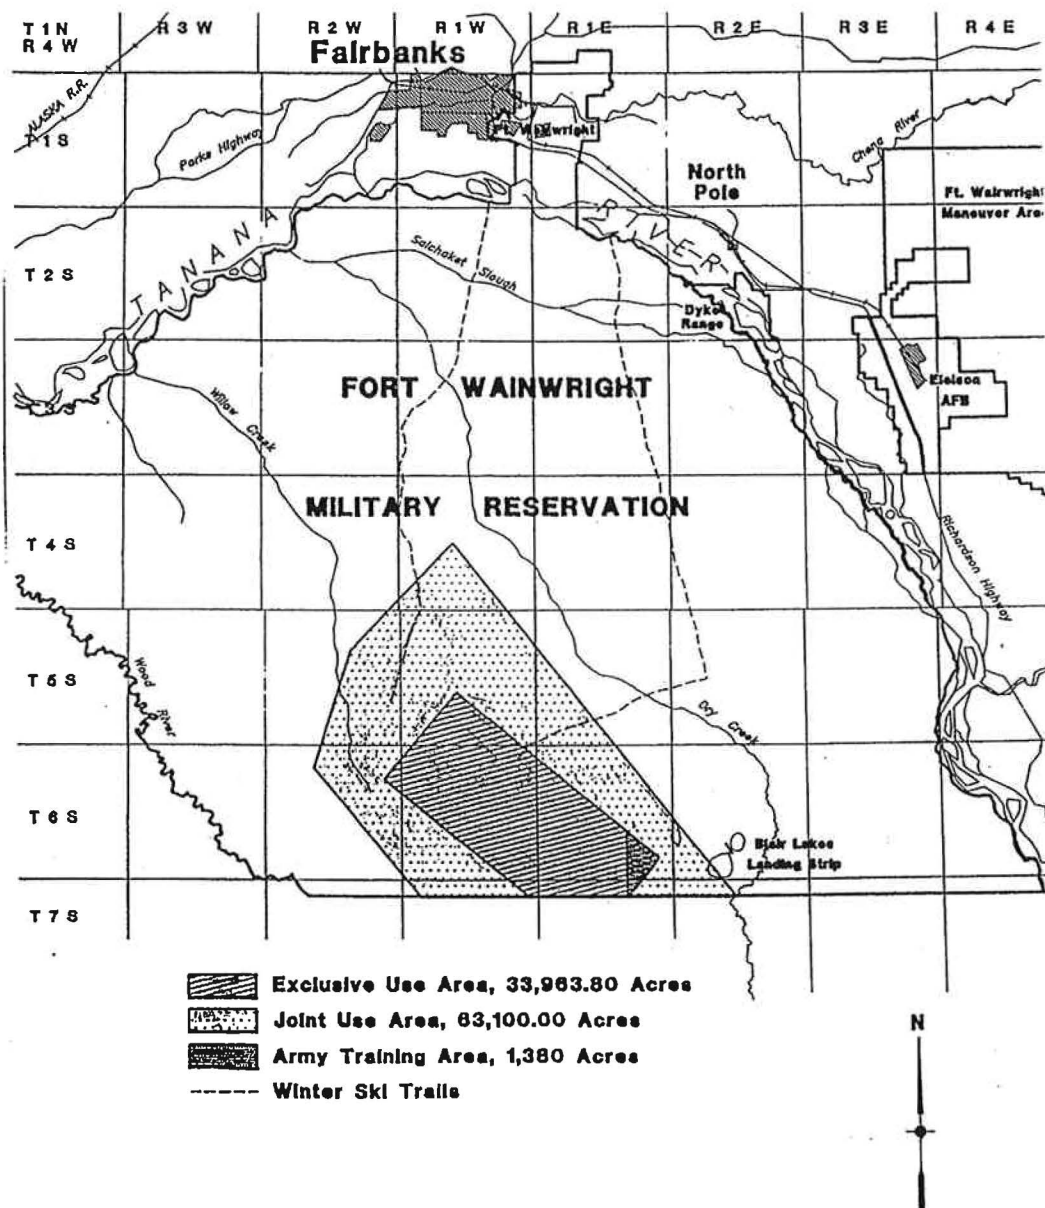 T 1 N
R 4 W
R 3 W
R 2 W
R 1 W
R 1 E
R 2 E
R 3 E
R 4 E
Fairbanks
ALASKA R.R.
T 1 S
Parks Highway
Ft. Wainwright
Chena River
North
Pole
Ft. Wairwright
Maneuver Are
TANANA
RIVER
T 2 S
Salchaket Slough
Dyke
Range
Eielson
AFB
FORT WAINWRIGHT
Willow Creek
MILITARY RESERVATION
T 4 S
Richardson Highway
T 5 S
Wood River
Dry Creek
T 6 S
Blair Lakes
Landing Strip
T 7 S
Exclusive Use Area, 33,963.80 Acres
Joint Use Area, 63,100.00 Acres
Army Training Area, 1,380 Acres
Winter Ski Trails
N